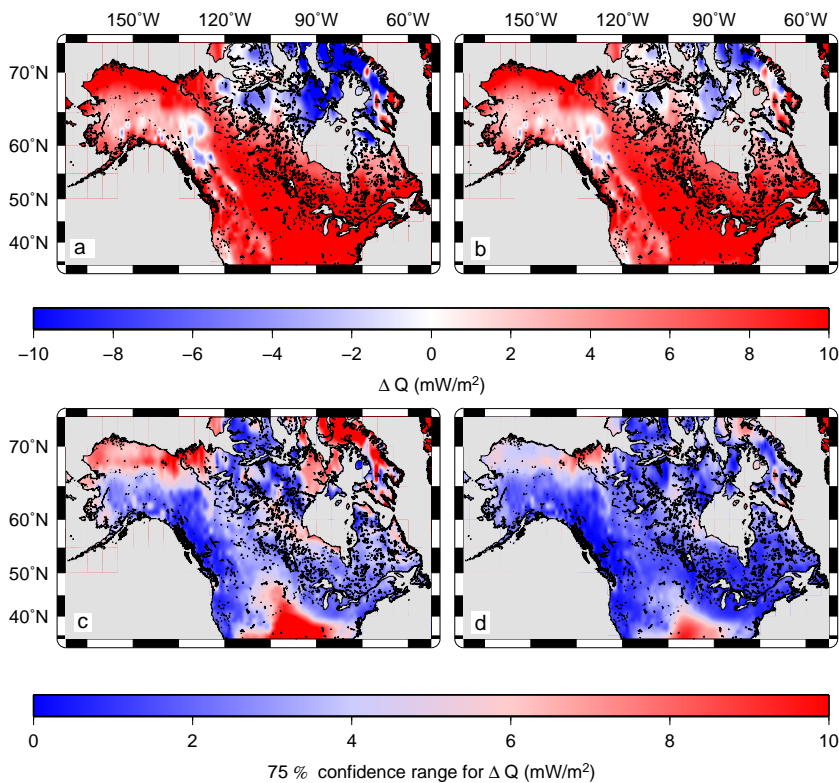 150˚W 120˚W 90˚W 60˚W 150˚W 120˚W 90˚W 60˚W
70˚N
60˚N
50˚N
40˚N
a b
−10 −8 −6 −4 −2 0 2 4 6 8 10
Δ Q (mW/m²)
70˚N
60˚N
50˚N
40˚N
c d
0 2 4 6 8 10
75 % confidence range for Δ Q (mW/m²)